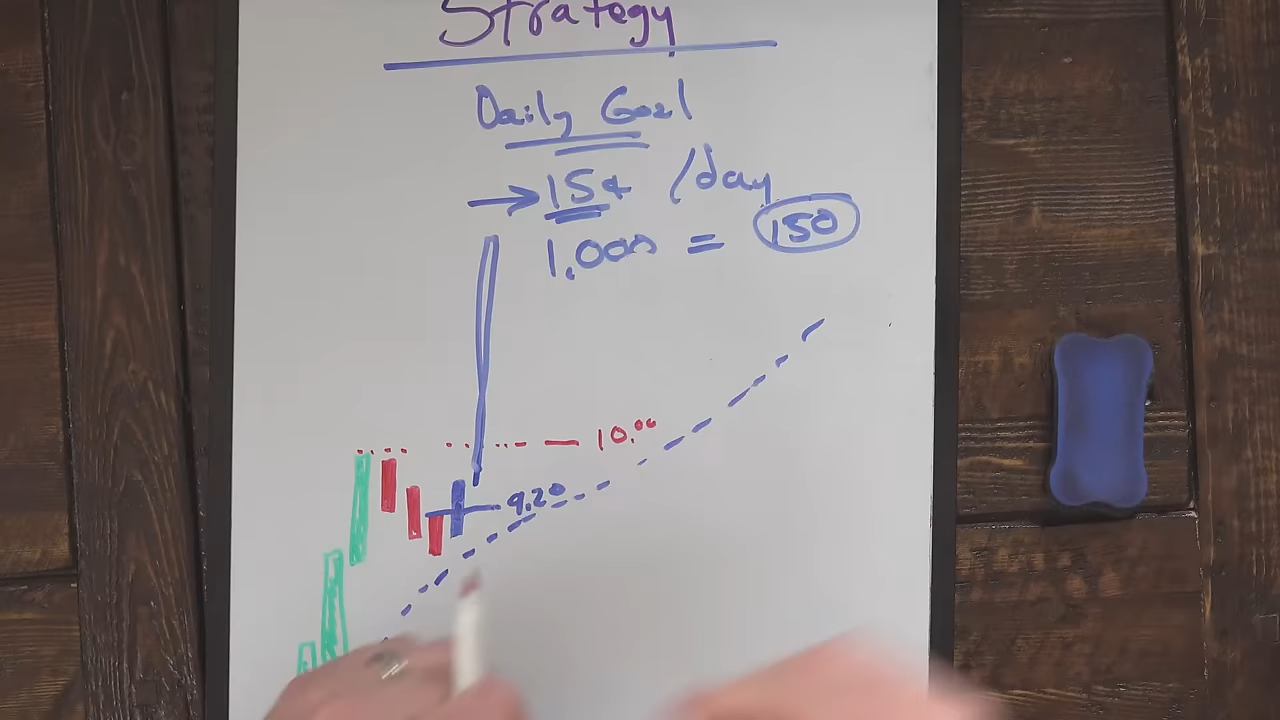 Strategy
Daily Goal
→ 15¢ /day
1,000 = 150
10.00
9.20